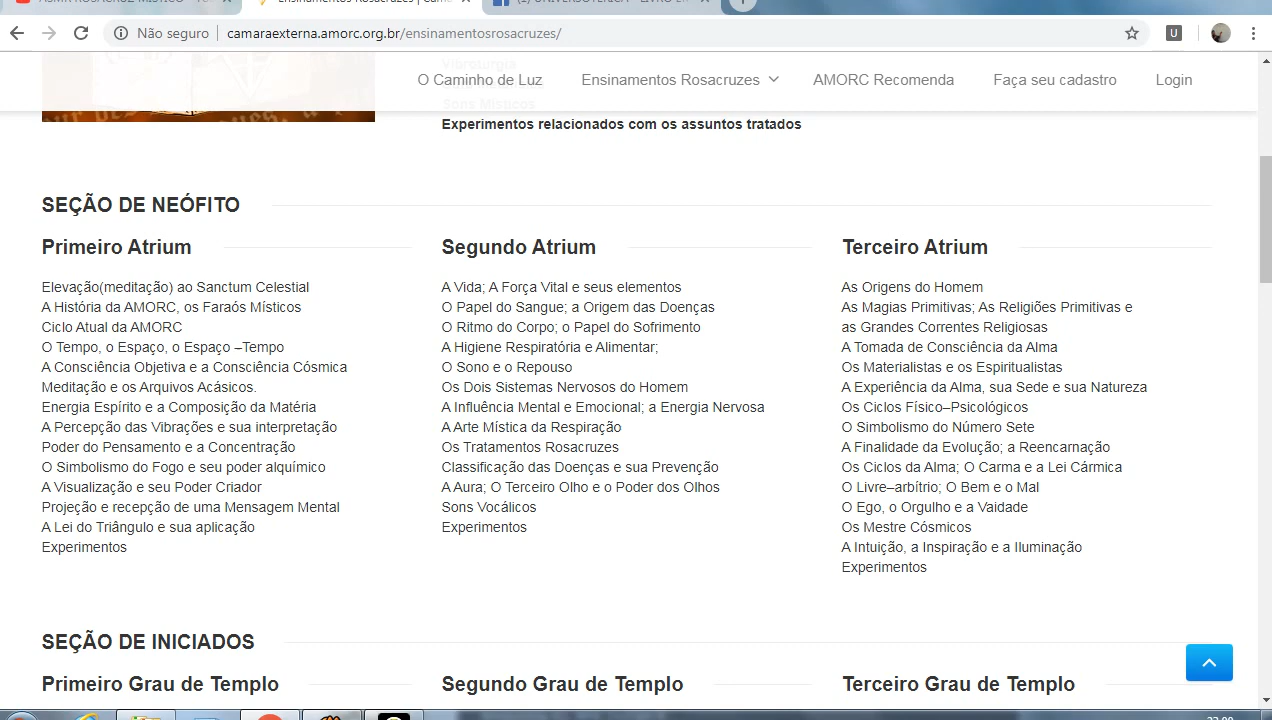 ASMR ROSACRUZ MÍSTICO
Ensinamentos Rosacruzes | Cam
(1) UNIVERSOTÉRICA - LIVRO
Não seguro | camaraexterna.amorc.org.br/ensinamentosrosacruzes/
U
Vibroturgia
O Caminho de Luz
Ensinamentos Rosacruzes
AMORC Recomenda
Faça seu cadastro
Login
Sons Místicos
Experimentos relacionados com os assuntos tratados
SEÇÃO DE NEÓFITO
Primeiro Atrium
Elevação(meditação) ao Sanctum Celestial
A História da AMORC, os Faraós Místicos
Ciclo Atual da AMORC
O Tempo, o Espaço, o Espaço –Tempo
A Consciência Objetiva e a Consciência Cósmica
Meditação e os Arquivos Acásicos.
Energia Espírito e a Composição da Matéria
A Percepção das Vibrações e sua interpretação
Poder do Pensamento e a Concentração
O Simbolismo do Fogo e seu poder alquímico
A Visualização e seu Poder Criador
Projeção e recepção de uma Mensagem Mental
A Lei do Triângulo e sua aplicação
Experimentos
Segundo Atrium
A Vida; A Força Vital e seus elementos
O Papel do Sangue; a Origem das Doenças
O Ritmo do Corpo; o Papel do Sofrimento
A Higiene Respiratória e Alimentar;
O Sono e o Repouso
Os Dois Sistemas Nervosos do Homem
A Influência Mental e Emocional; a Energia Nervosa
A Arte Mística da Respiração
Os Tratamentos Rosacruzes
Classificação das Doenças e sua Prevenção
A Aura; O Terceiro Olho e o Poder dos Olhos
Sons Vocálicos
Experimentos
Terceiro Atrium
As Origens do Homem
As Magias Primitivas; As Religiões Primitivas e
as Grandes Correntes Religiosas
A Tomada de Consciência da Alma
Os Materialistas e os Espiritualistas
A Experiência da Alma, sua Sede e sua Natureza
Os Ciclos Físico–Psicológicos
O Simbolismo do Número Sete
A Finalidade da Evolução; a Reencarnação
Os Ciclos da Alma; O Carma e a Lei Cármica
O Livre–arbítrio; O Bem e o Mal
O Ego, o Orgulho e a Vaidade
Os Mestre Cósmicos
A Intuição, a Inspiração e a Iluminação
Experimentos
SEÇÃO DE INICIADOS
Primeiro Grau de Templo
Segundo Grau de Templo
Terceiro Grau de Templo